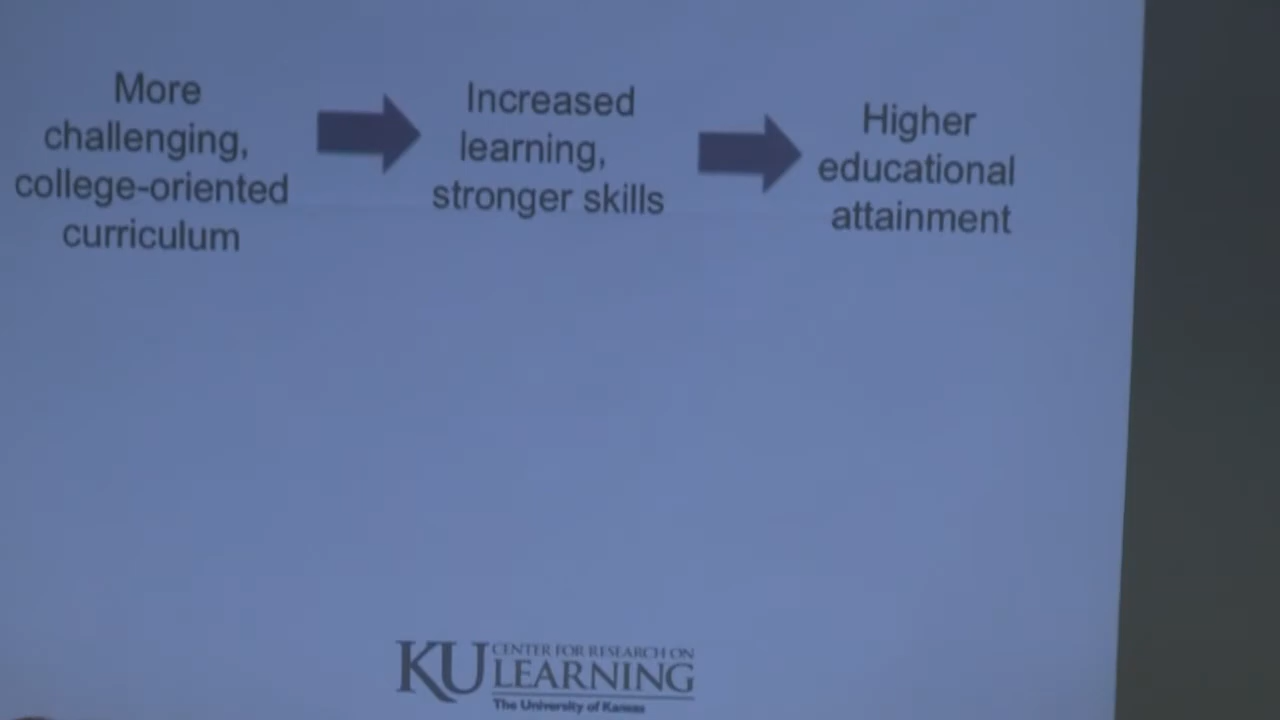 More
challenging,
college-oriented
curriculum
Increased
learning,
stronger skills
Higher
educational
attainment
KU CENTER FOR RESEARCH ON
LEARNING
The University of Kansas